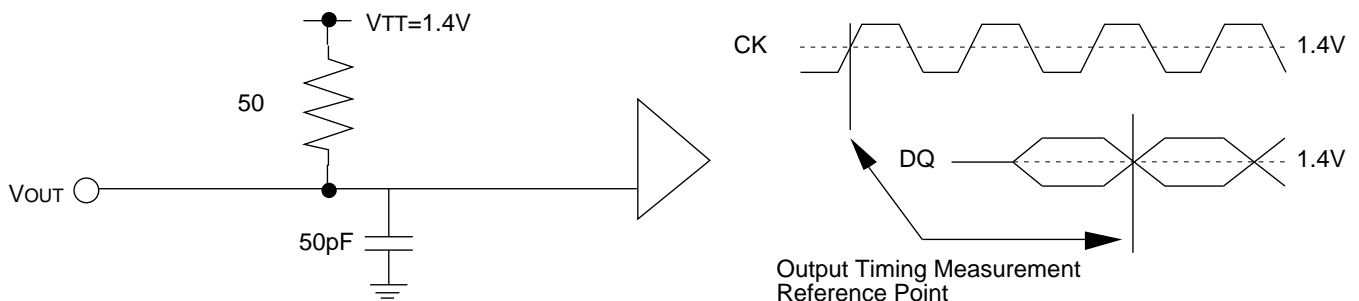 VTT=1.4V
50
VOUT
50pF
CK
1.4V
DQ
1.4V
Output Timing Measurement
Reference Point